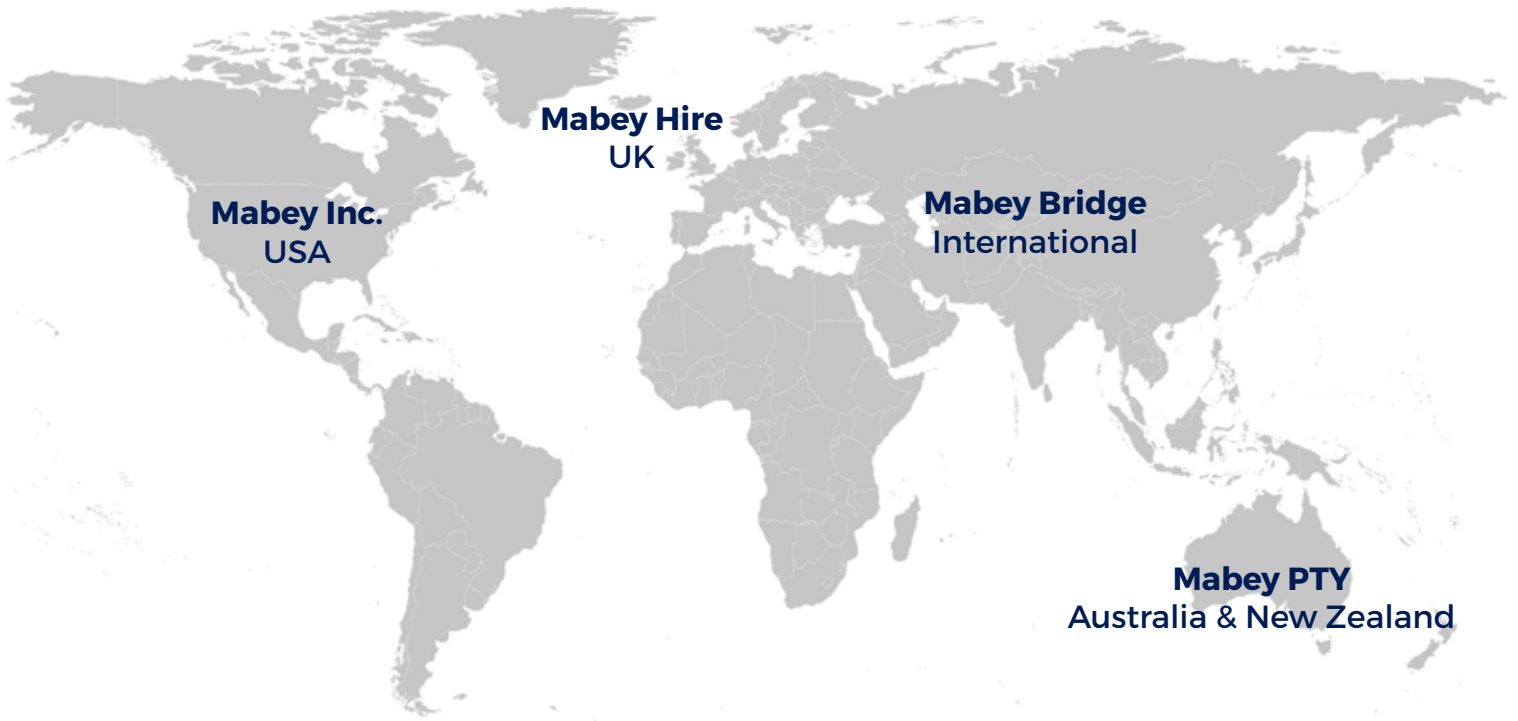 Mabey Hire
UK
Mabey Inc.
USA
Mabey Bridge
International
Mabey PTY
Australia & New Zealand